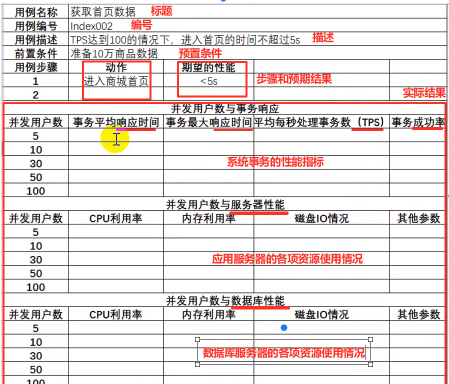 用例名称 获取首页数据 标题
用例编号 Index002 编号
用例描述 TPS达到100的情况下，进入首页的时间不超过5s 描述
前置条件 准备10万商品数据 预置条件
用例步骤 动作 期望的性能
1 进入商城首页 <5s 步骤和预期结果
2 实际结果
并发用户数与事务响应
并发用户数 事务平均响应时间 事务最大响应时间 平均每秒处理事务数（TPS） 事务成功率
5
10
30 系统事务的性能指标
50
100
并发用户数与服务器性能
并发用户数 CPU利用率 内存利用率 磁盘IO情况 其他参数
5
10
30 应用服务器的各项资源使用情况
50
100
并发用户数与数据库性能
并发用户数 CPU利用率 内存利用率 磁盘IO情况 其他参数
5
10
30 数据库服务器的各项资源使用情况
50
100